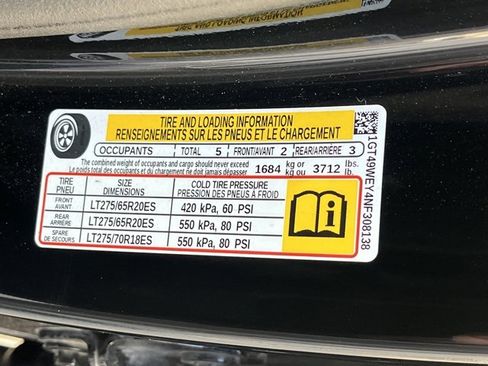 TIRE AND LOADING INFORMATION
RENSEIGNEMENTS SUR LES PNEUS ET LE CHARGEMENT
OCCUPANTS TOTAL 5 FRONT/AVANT 2 REAR/ARRIÈRE 3
The combined weight of occupants and cargo should never exceed
Le poids total des occupants et du chargement ne doit jamais dépasser 1684 kg or kg ou 3712 lbs. lb.
TIRE PNEU SIZE DIMENSIONS COLD TIRE PRESSURE PRESSION DES PNEUS À FROID
FRONT AVANT LT275/65R20ES 420 kPa, 60 PSI
REAR ARRIÈRE LT275/65R20ES 550 kPa, 80 PSI
SPARE DE SECOURS LT275/70R18ES 550 kPa, 80 PSI
1GT49WEY4NF308138